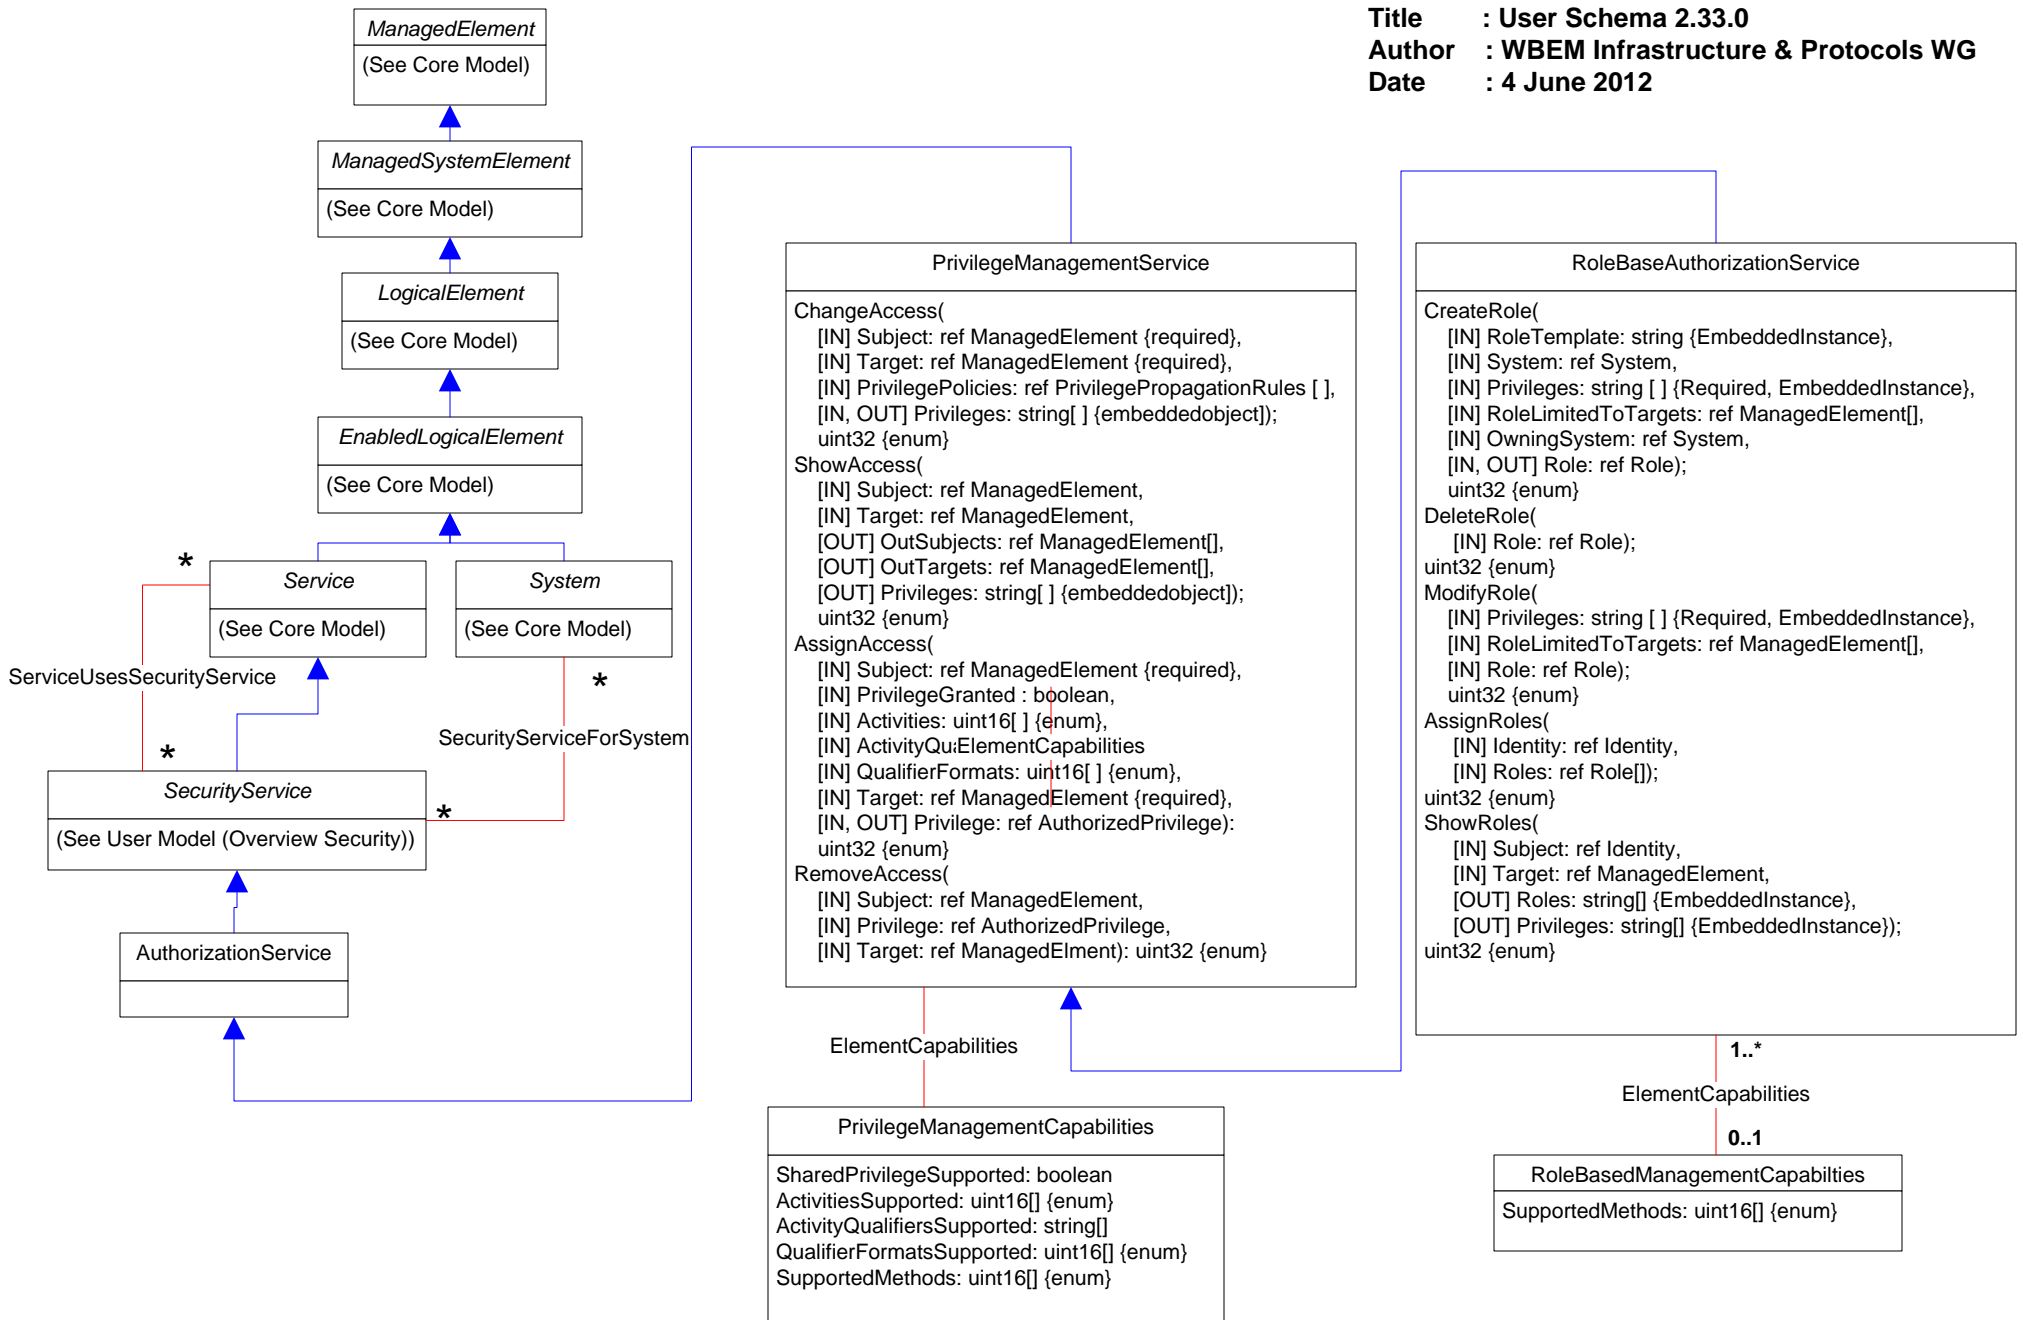 Title : User Schema 2.33.0
Author : WBEM Infrastructure & Protocols WG
Date : 4 June 2012
ManagedElement
(See Core Model)
ManagedSystemElement
(See Core Model)
LogicalElement
(See Core Model)
EnabledLogicalElement
(See Core Model)
*
Service
(See Core Model)
System
(See Core Model)
ServiceUsesSecurityService
*
*
SecurityServiceForSystem
SecurityService
*
(See User Model (Overview Security))
AuthorizationService
PrivilegeManagementService
ChangeAccess(
[IN] Subject: ref ManagedElement {required},
[IN] Target: ref ManagedElement {required},
[IN] PrivilegePolicies: ref PrivilegePropagationRules [ ],
[IN, OUT] Privileges: string[ ] {embeddedobject]);
uint32 {enum}
ShowAccess(
[IN] Subject: ref ManagedElement,
[IN] Target: ref ManagedElement,
[OUT] OutSubjects: ref ManagedElement[],
[OUT] OutTargets: ref ManagedElement[],
[OUT] Privileges: string[ ] {embeddedobject]);
uint32 {enum}
AssignAccess(
[IN] Subject: ref ManagedElement {required},
[IN] PrivilegeGranted : boolean,
[IN] Activities: uint16[ ] {enum},
[IN] ActivityQu ElementCapabilities
[IN] QualifierFormats: uint16[ ] {enum},
[IN] Target: ref ManagedElement {required},
[IN, OUT] Privilege: ref AuthorizedPrivilege):
uint32 {enum}
RemoveAccess(
[IN] Subject: ref ManagedElement,
[IN] Privilege: ref AuthorizedPrivilege,
[IN] Target: ref ManagedElment): uint32 {enum}
ElementCapabilities
PrivilegeManagementCapabilities
SharedPrivilegeSupported: boolean
ActivitiesSupported: uint16[] {enum}
ActivityQualifiersSupported: string[]
QualifierFormatsSupported: uint16[] {enum}
SupportedMethods: uint16[] {enum}
RoleBaseAuthorizationService
CreateRole(
[IN] RoleTemplate: string {EmbeddedInstance},
[IN] System: ref System,
[IN] Privileges: string [ ] {Required, EmbeddedInstance},
[IN] RoleLimitedToTargets: ref ManagedElement[],
[IN] OwningSystem: ref System,
[IN, OUT] Role: ref Role);
uint32 {enum}
DeleteRole(
[IN] Role: ref Role);
uint32 {enum}
ModifyRole(
[IN] Privileges: string [ ] {Required, EmbeddedInstance},
[IN] RoleLimitedToTargets: ref ManagedElement[],
[IN] Role: ref Role);
uint32 {enum}
AssignRoles(
[IN] Identity: ref Identity,
[IN] Roles: ref Role[]);
uint32 {enum}
ShowRoles(
[IN] Subject: ref Identity,
[IN] Target: ref ManagedElement,
[OUT] Roles: string[] {EmbeddedInstance},
[OUT] Privileges: string[] {EmbeddedInstance});
uint32 {enum}
1..*
ElementCapabilities
0..1
RoleBasedManagementCapabilties
SupportedMethods: uint16[] {enum}